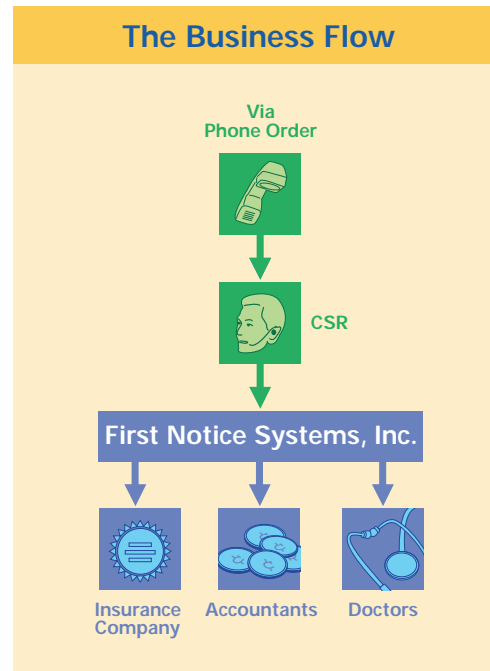 The Business Flow
Via
Phone Order
CSR
First Notice Systems, Inc.
Insurance
Company
Accountants
Doctors